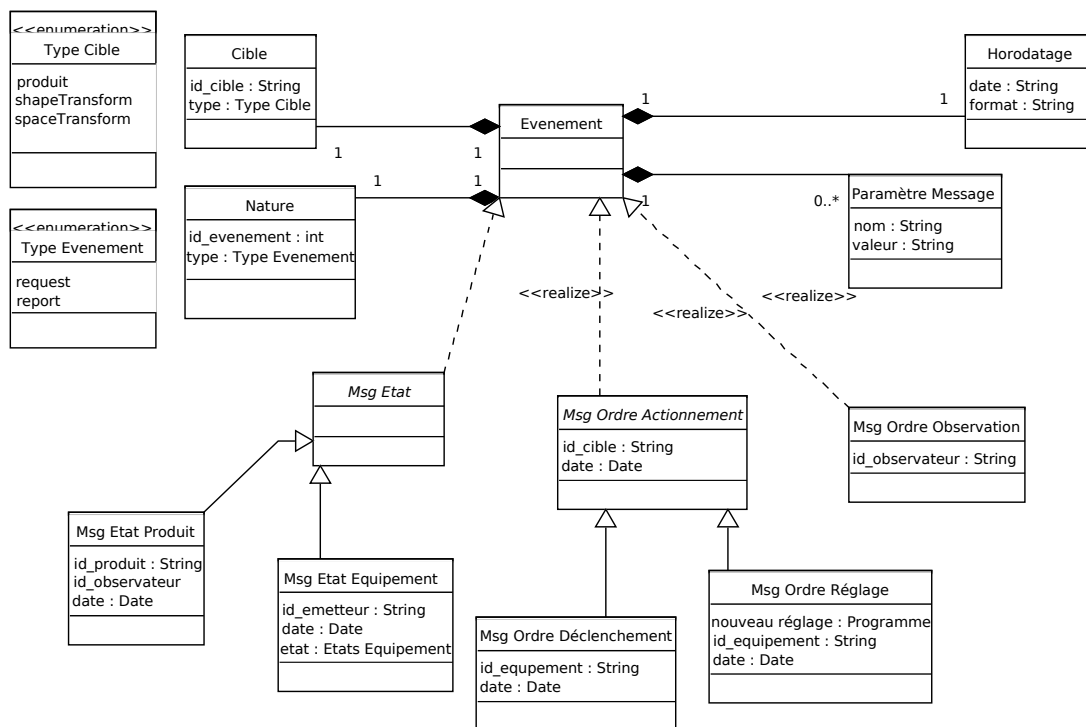 <<enumeration>>
Type Cible
produit
shapeTransform
spaceTransform
<<enumeration>>
Type Evenement
request
report
Cible
id_cible : String
type : Type Cible
Nature
id_evenement : int
type : Type Evenement
Evenement
Horodatage
date : String
format : String
Paramètre Message
nom : String
valeur : String
1
1
1
1
1
1
1
0..*
<<realize>>
<<realize>>
<<realize>>
Msg Etat
Msg Ordre Actionnement
id_cible : String
date : Date
Msg Ordre Observation
id_observateur : String
Msg Etat Produit
id_produit : String
id_observateur
date : Date
Msg Etat Equipement
id_emetteur : String
date : Date
etat : Etats Equipement
Msg Ordre Déclenchement
id_equpement : String
date : Date
Msg Ordre Réglage
nouveau réglage : Programme
id_equipement : String
date : Date